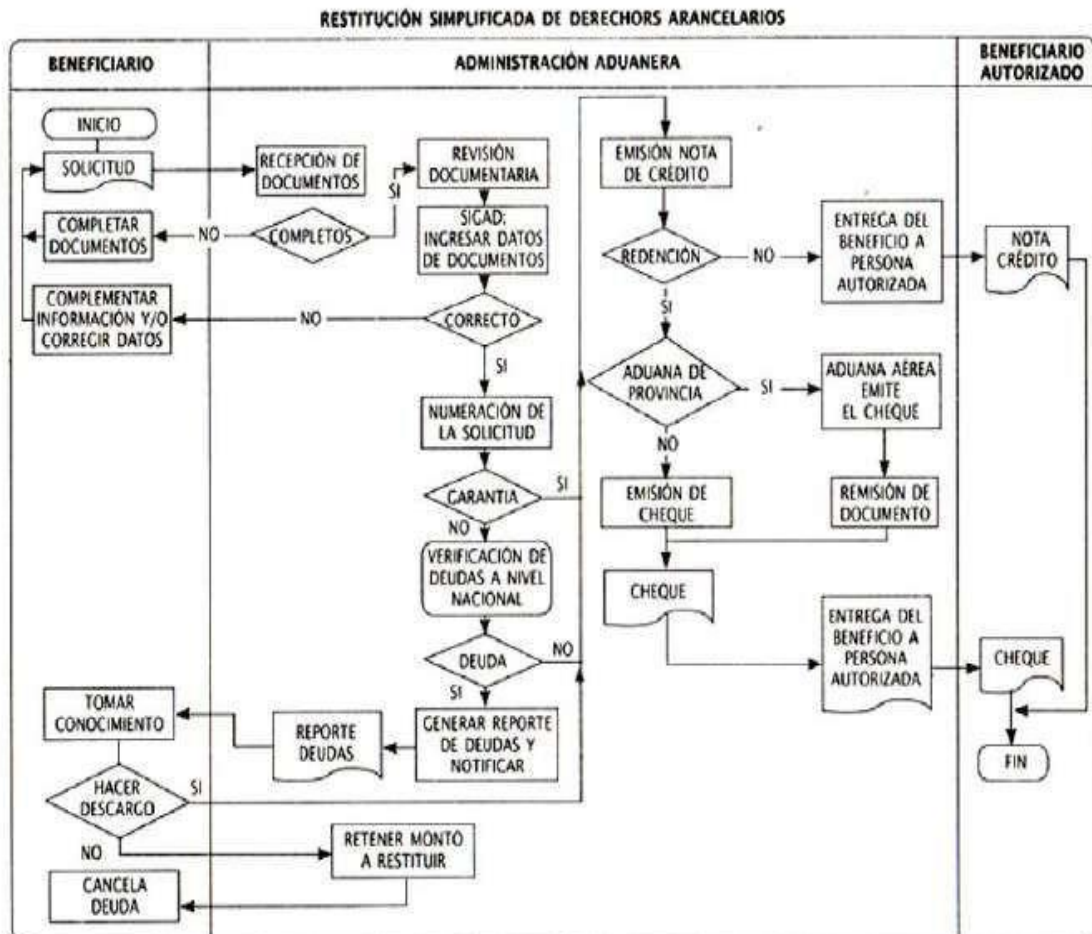 RESTITUCIÓN SIMPLIFICADA DE DERECHORS ARANCELARIOS
BENEFICIARIO
ADMINISTRACIÓN ADUANERA
BENEFICIARIO
AUTORIZADO
INICIO
SOLICITUD
RECEPCIÓN DE
DOCUMENTOS
COMPLETOS
NO
SI
COMPLETAR
DOCUMENTOS
REVISIÓN
DOCUMENTARIA
SIGAD:
INGRESAR DATOS
DE DOCUMENTOS
CORRECTO
NO
COMPLEMENTAR
INFORMACIÓN Y/O
CORREGIR DATOS
SI
NUMERACIÓN DE
LA SOLICITUD
GARANTIA
SI
NO
VERIFICACIÓN DE
DEUDAS A NIVEL
NACIONAL
DEUDA
NO
SI
GENERAR REPORTE
DE DEUDAS Y
NOTIFICAR
REPORTE
DEUDAS
TOMAR
CONOCIMIENTO
HACER
DESCARGO
SI
NO
RETENER MONTO
A RESTITUIR
CANCELA
DEUDA
EMISIÓN NOTA
DE CRÉDITO
REDENCIÓN
NO
ENTREGA DEL
BENEFICIO A
PERSONA
AUTORIZADA
NOTA
CRÉDITO
SI
ADUANA DE
PROVINCIA
SI
ADUANA AÉREA
EMITE
EL CHEQUE
NO
EMISIÓN DE
CHEQUE
REMISIÓN DE
DOCUMENTO
CHEQUE
ENTREGA DEL
BENEFICIO A
PERSONA
AUTORIZADA
CHEQUE
FIN